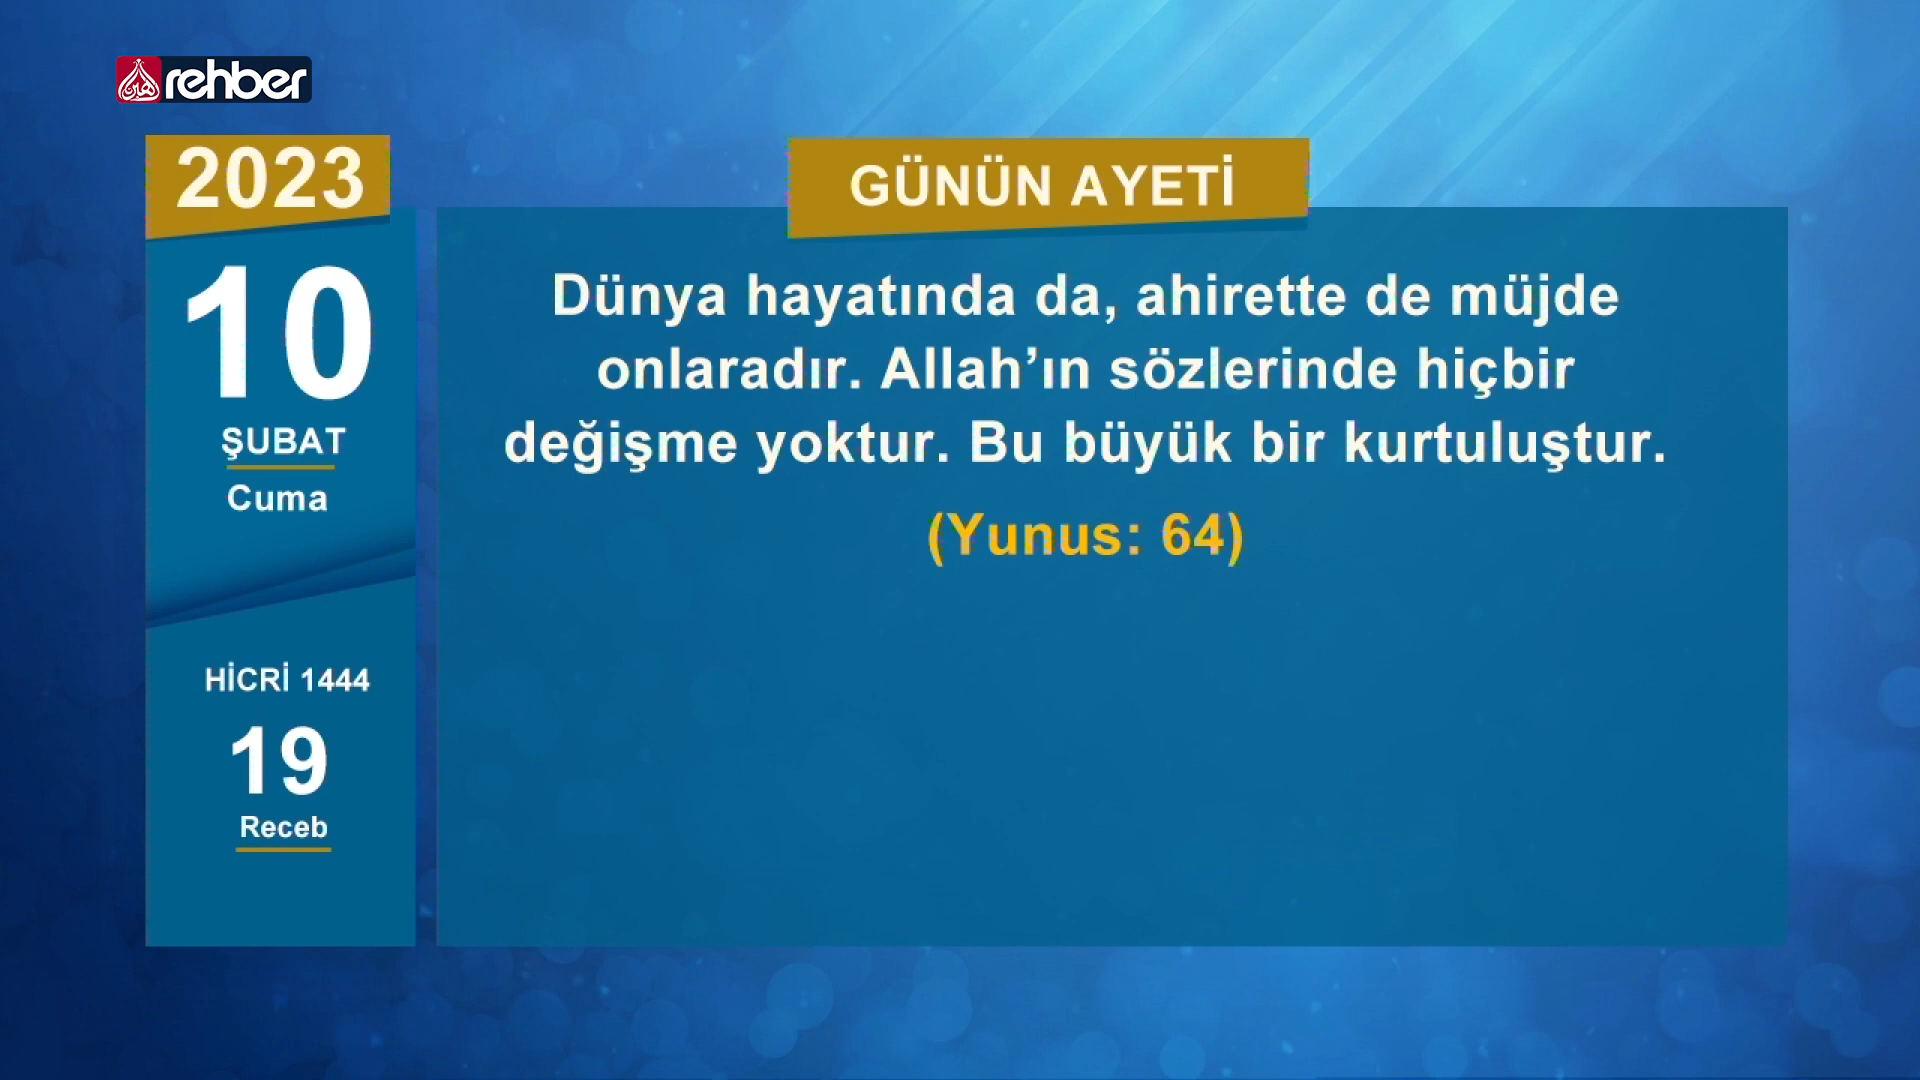 rehber
2023
10
ŞUBAT
Cuma
HİCRİ 1444
19
Receb
GÜNÜN AYETİ
Dünya hayatında da, ahirette de müjde
onlaradır. Allah’ın sözlerinde hiçbir
değişme yoktur. Bu büyük bir kurtuluştur.
(Yunus: 64)